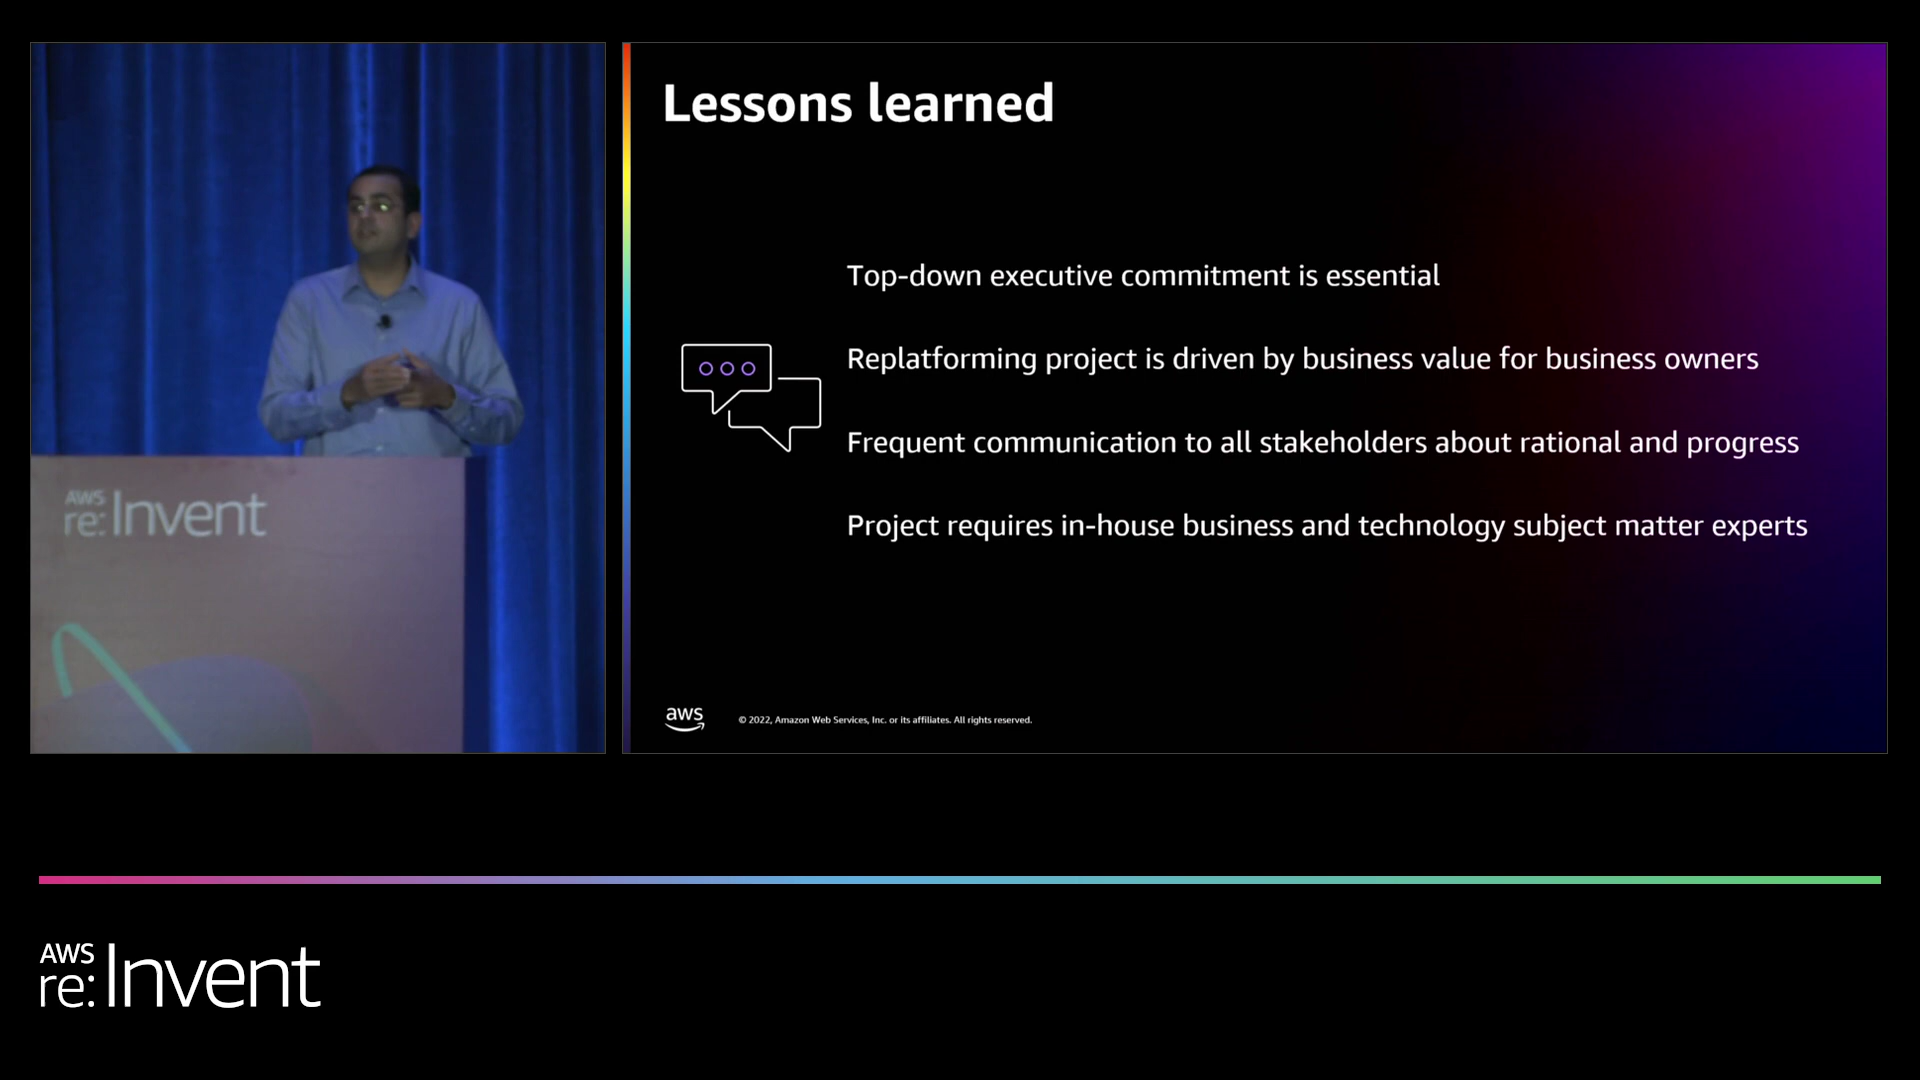 AWS
re:Invent
Lessons learned
Top-down executive commitment is essential
Replatforming project is driven by business value for business owners
Frequent communication to all stakeholders about rational and progress
Project requires in-house business and technology subject matter experts
aws
© 2022, Amazon Web Services, Inc. or its affiliates. All rights reserved.
AWS
re:Invent